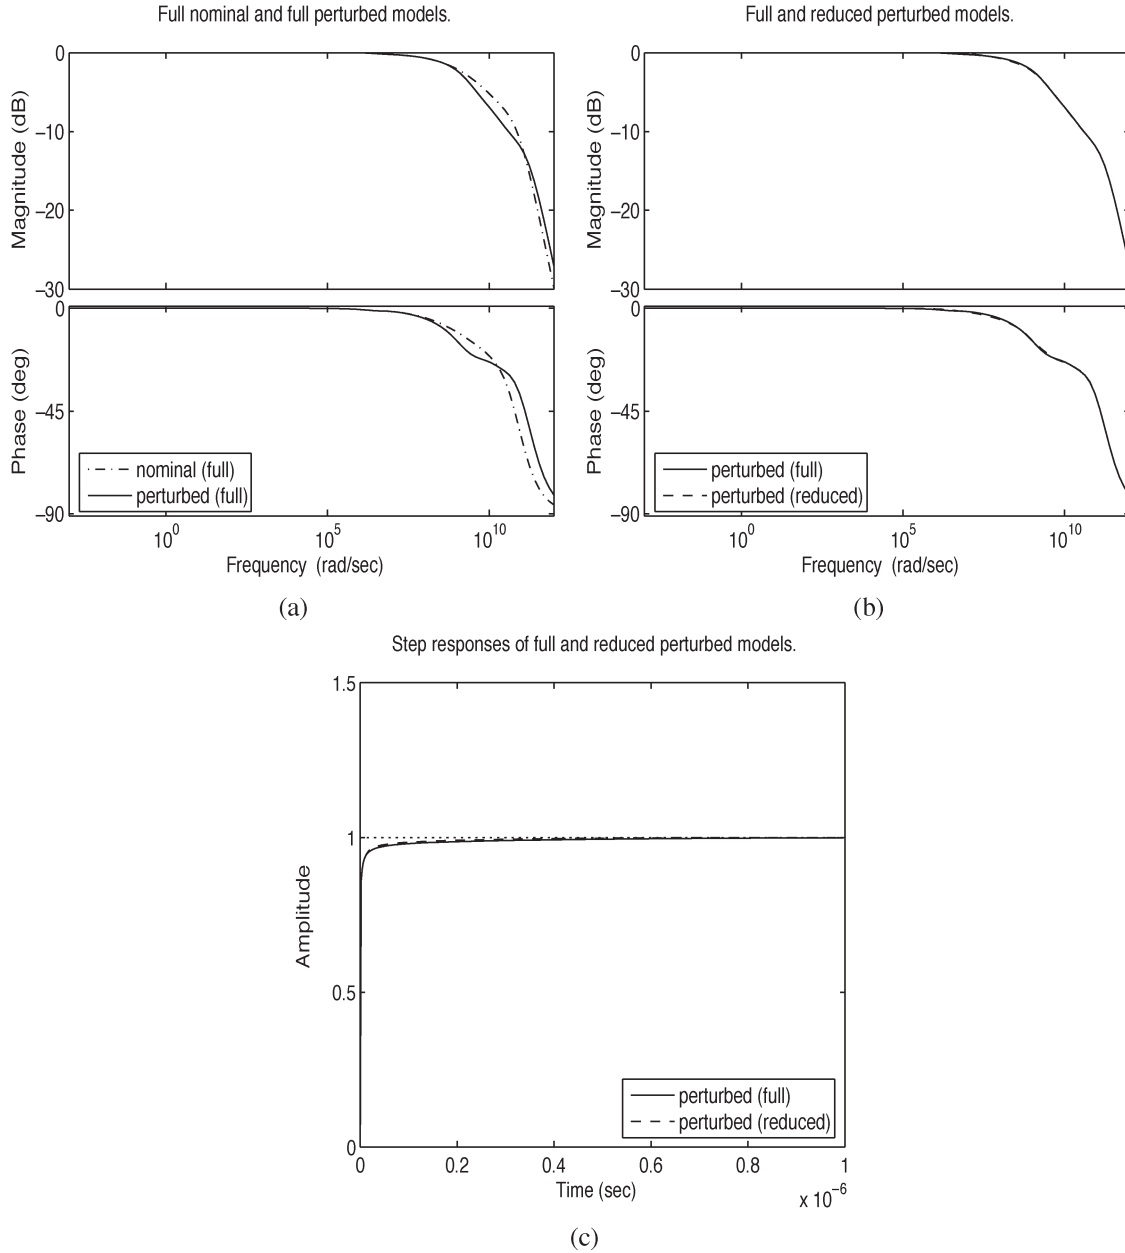 Full nominal and full perturbed models.
0
−10
−20
−30
Magnitude (dB)
0
−45
−90
Phase (deg)
nominal (full)
perturbed (full)
10^0
10^5
10^10
Frequency (rad/sec)
(a)
Full and reduced perturbed models.
0
−10
−20
−30
Magnitude (dB)
0
−45
−90
Phase (deg)
perturbed (full)
perturbed (reduced)
10^0
10^5
10^10
Frequency (rad/sec)
(b)
Step responses of full and reduced perturbed models.
1.5
1
0.5
0
Amplitude
perturbed (full)
perturbed (reduced)
0 0.2 0.4 0.6 0.8 1
Time (sec)
x 10^−6
(c)